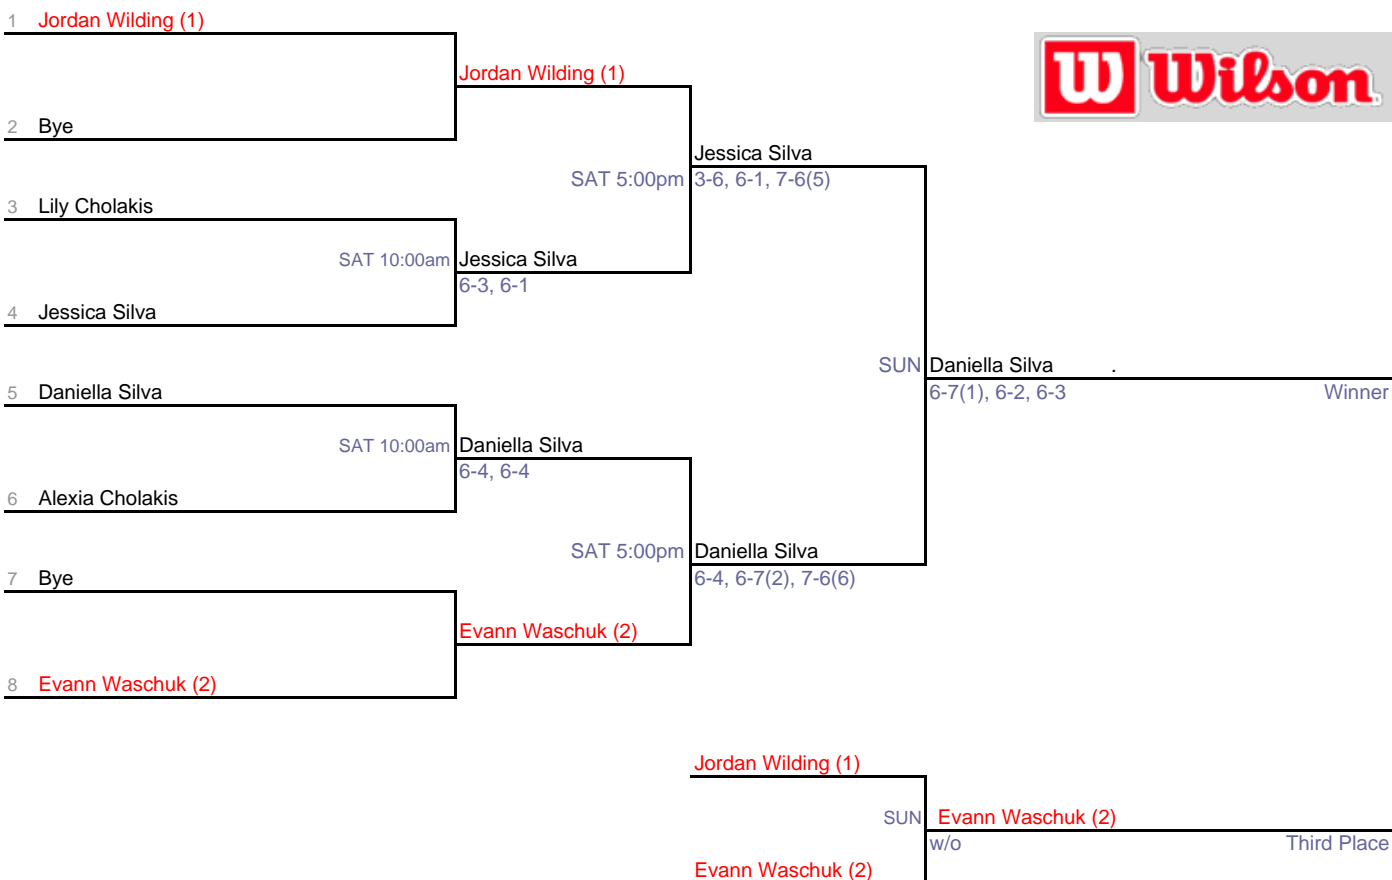 1 Jordan Wilding (1)
W Wilson
Jordan Wilding (1)
2 Bye
Jessica Silva
SAT 5:00pm 3-6, 6-1, 7-6(5)
3 Lily Cholakis
SAT 10:00am Jessica Silva
6-3, 6-1
4 Jessica Silva
SUN Daniella Silva .
6-7(1), 6-2, 6-3 Winner
5 Daniella Silva
SAT 10:00am Daniella Silva
6-4, 6-4
6 Alexia Cholakis
SAT 5:00pm Daniella Silva
6-4, 6-7(2), 7-6(6)
7 Bye
Evann Waschuk (2)
8 Evann Waschuk (2)
Jordan Wilding (1)
SUN Evann Waschuk (2)
w/o Third Place
Evann Waschuk (2)